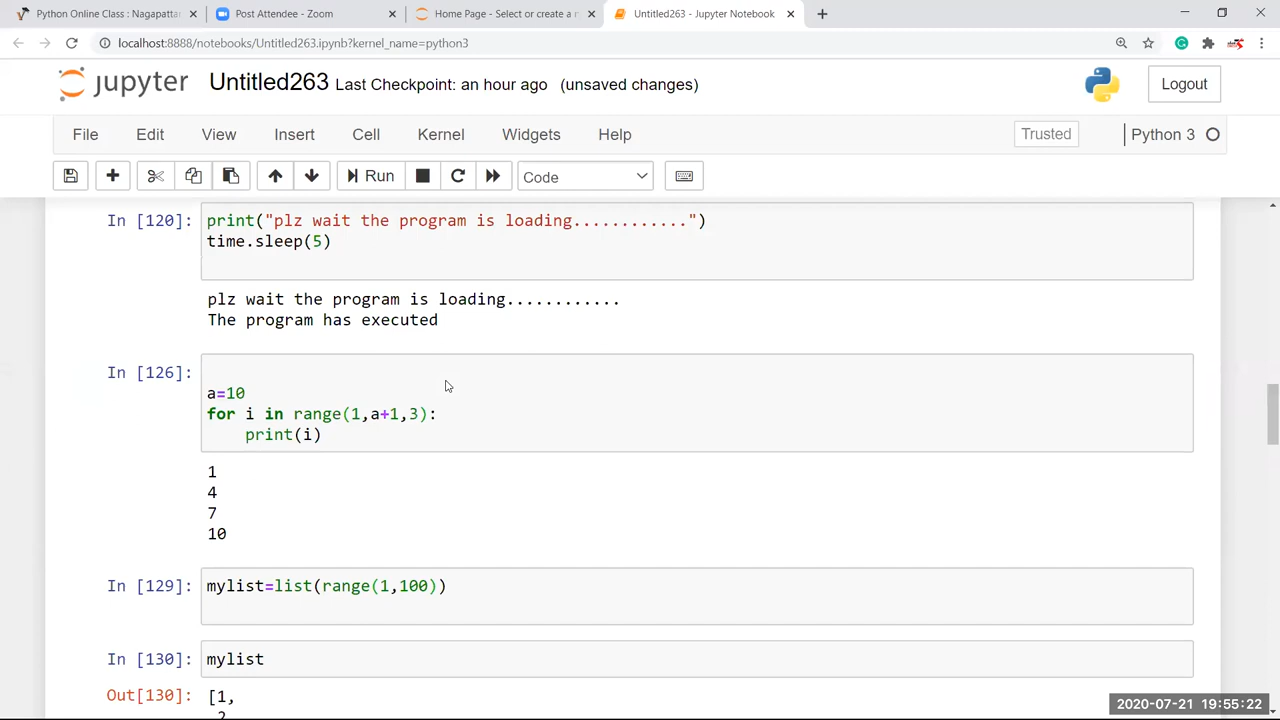 Python Online Class : Nagapattar
Post Attendee - Zoom
Home Page - Select or create a n
Untitled263 - Jupyter Notebook
localhost:8888/notebooks/Untitled263.ipynb?kernel_name=python3
jupyter Untitled263 Last Checkpoint: an hour ago (unsaved changes)
Logout
File Edit View Insert Cell Kernel Widgets Help
Trusted
Python 3
Run
Code
In [120]: print("plz wait the program is loading............")
time.sleep(5)
plz wait the program is loading............
The program has executed
In [126]:
a=10
for i in range(1,a+1,3):
    print(i)
1
4
7
10
In [129]: mylist=list(range(1,100))
In [130]: mylist
Out[130]: [1,
2
2020-07-21 19:55:22